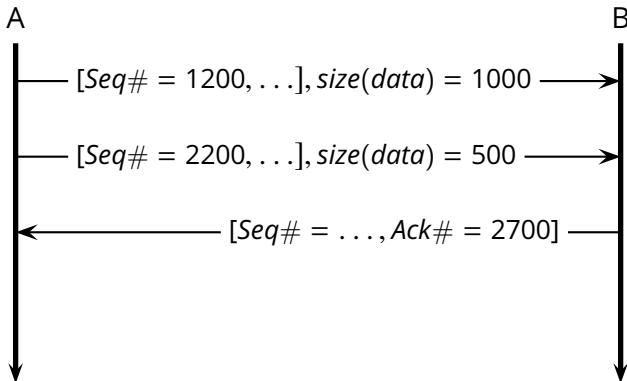 A B
[Seq# = 1200, ...], size(data) = 1000
[Seq# = 2200, ...], size(data) = 500
[Seq# = ..., Ack# = 2700]